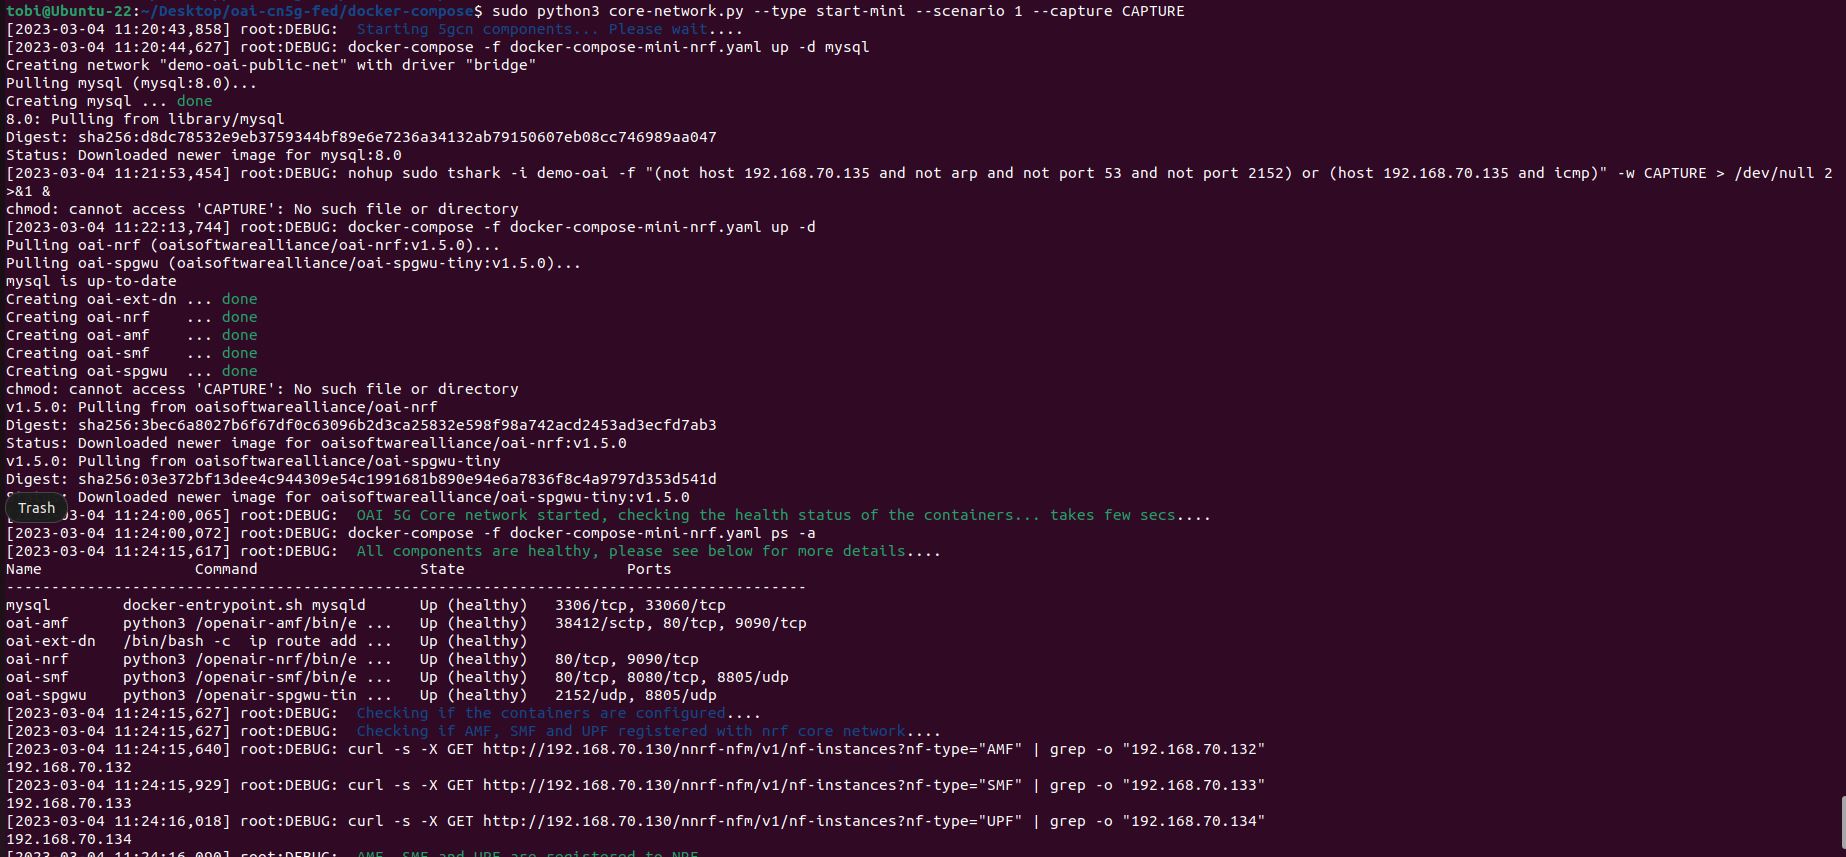 tobi@Ubuntu-22:~/Desktop/oai-cn5g-fed/docker-compose$ sudo python3 core-network.py --type start-mini --scenario 1 --capture CAPTURE
[2023-03-04 11:20:43,858] root:DEBUG:  Starting 5gcn components... Please wait....
[2023-03-04 11:20:44,627] root:DEBUG: docker-compose -f docker-compose-mini-nrf.yaml up -d mysql
Creating network "demo-oai-public-net" with driver "bridge"
Pulling mysql (mysql:8.0)...
Creating mysql ... done
8.0: Pulling from library/mysql
Digest: sha256:d8dc78532e9eb3759344bf89e6e7236a34132ab79150607eb08cc746989aa047
Status: Downloaded newer image for mysql:8.0
[2023-03-04 11:21:53,454] root:DEBUG: nohup sudo tshark -i demo-oai -f "(not host 192.168.70.135 and not arp and not port 53 and not port 2152) or (host 192.168.70.135 and icmp)" -w CAPTURE > /dev/null 2
>&1 &
chmod: cannot access 'CAPTURE': No such file or directory
[2023-03-04 11:22:13,744] root:DEBUG: docker-compose -f docker-compose-mini-nrf.yaml up -d
Pulling oai-nrf (oaisoftwarealliance/oai-nrf:v1.5.0)...
Pulling oai-spgwu (oaisoftwarealliance/oai-spgwu-tiny:v1.5.0)...
mysql is up-to-date
Creating oai-ext-dn ... done
Creating oai-nrf    ... done
Creating oai-amf    ... done
Creating oai-smf    ... done
Creating oai-spgwu  ... done
chmod: cannot access 'CAPTURE': No such file or directory
v1.5.0: Pulling from oaisoftwarealliance/oai-nrf
Digest: sha256:3bec6a8027b6f67df0c63096b2d3ca25832e598f98a742acd2453ad3ecfd7ab3
Status: Downloaded newer image for oaisoftwarealliance/oai-nrf:v1.5.0
v1.5.0: Pulling from oaisoftwarealliance/oai-spgwu-tiny
Digest: sha256:03e372bf13dee4c944309e54c1991681b890e94e6a7836f8c4a9797d353d541d
: Downloaded newer image for oaisoftwarealliance/oai-spgwu-tiny:v1.5.0
Trash
3-04 11:24:00,065] root:DEBUG:  OAI 5G Core network started, checking the health status of the containers... takes few secs....
[2023-03-04 11:24:00,072] root:DEBUG: docker-compose -f docker-compose-mini-nrf.yaml ps -a
[2023-03-04 11:24:15,617] root:DEBUG:  All components are healthy, please see below for more details....
Name                 Command                  State                  Ports
-----------------------------------------------------------------------------------------
mysql        docker-entrypoint.sh mysqld      Up (healthy)   3306/tcp, 33060/tcp
oai-amf      python3 /openair-amf/bin/e ...   Up (healthy)   38412/sctp, 80/tcp, 9090/tcp
oai-ext-dn   /bin/bash -c  ip route add ...   Up (healthy)
oai-nrf      python3 /openair-nrf/bin/e ...   Up (healthy)   80/tcp, 9090/tcp
oai-smf      python3 /openair-smf/bin/e ...   Up (healthy)   80/tcp, 8080/tcp, 8805/udp
oai-spgwu    python3 /openair-spgwu-tin ...   Up (healthy)   2152/udp, 8805/udp
[2023-03-04 11:24:15,627] root:DEBUG:  Checking if the containers are configured....
[2023-03-04 11:24:15,627] root:DEBUG:  Checking if AMF, SMF and UPF registered with nrf core network....
[2023-03-04 11:24:15,640] root:DEBUG: curl -s -X GET http://192.168.70.130/nnrf-nfm/v1/nf-instances?nf-type="AMF" | grep -o "192.168.70.132"
192.168.70.132
[2023-03-04 11:24:15,929] root:DEBUG: curl -s -X GET http://192.168.70.130/nnrf-nfm/v1/nf-instances?nf-type="SMF" | grep -o "192.168.70.133"
192.168.70.133
[2023-03-04 11:24:16,018] root:DEBUG: curl -s -X GET http://192.168.70.130/nnrf-nfm/v1/nf-instances?nf-type="UPF" | grep -o "192.168.70.134"
192.168.70.134
[2023-03-04 11:24:16,090] root:DEBUG:  AMF, SMF and UPF are registered to NRF....